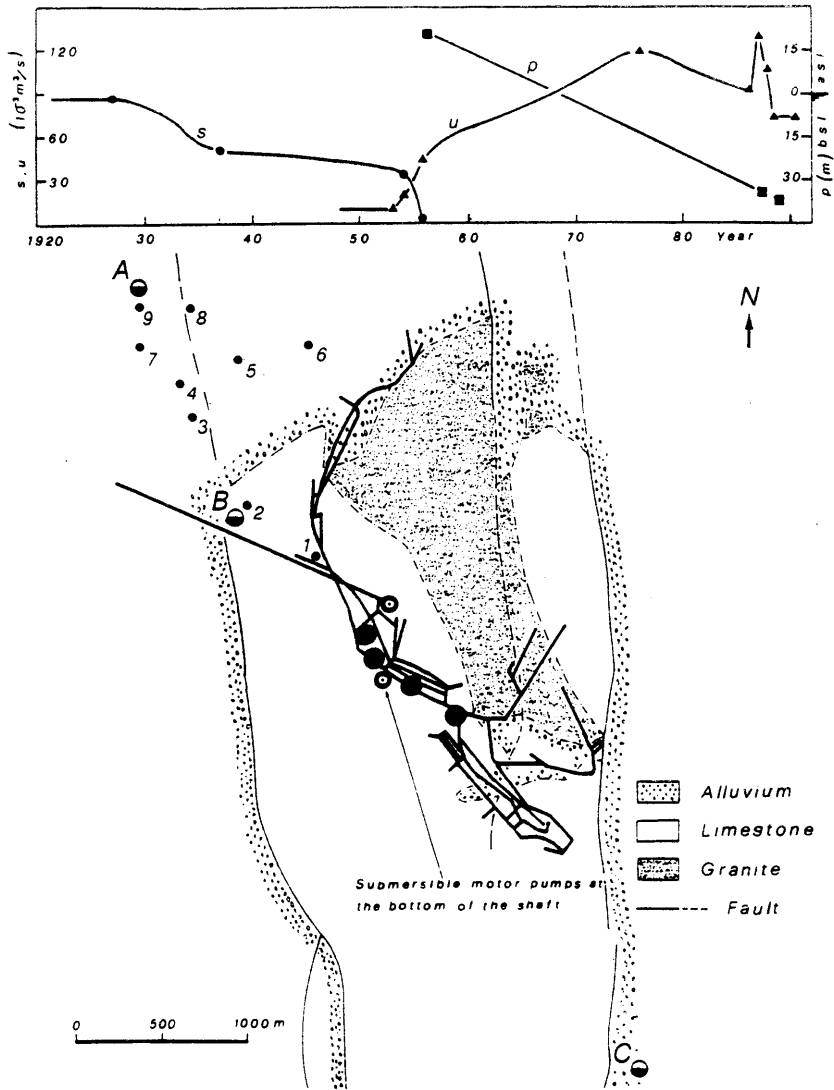 120
60
30
s,u (10⁻³m³/s)
s
u
p
15
0
15
30
p(m) bsl
asl
1920 30 40 50 60 70 80 Year
A
9
8
7
6
5
4
3
N
B
2
1
Alluvium
Limestone
Granite
Fault
Submersible motor pumps at
the bottom of the shaft
0 500 1000 m
C